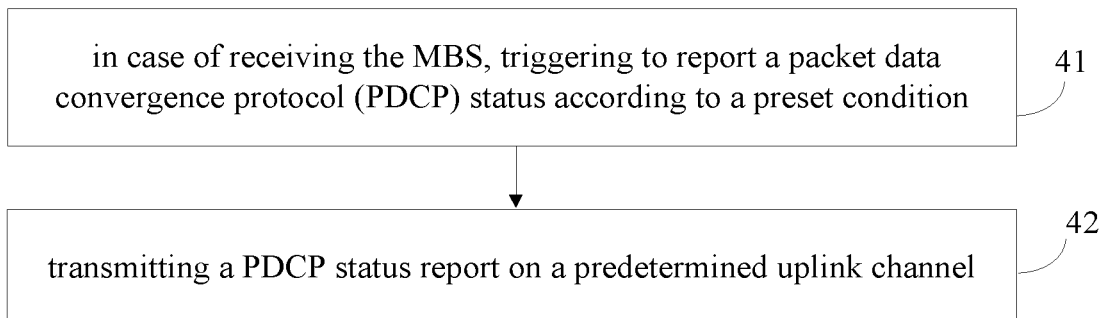 in case of receiving the MBS, triggering to report a packet data
convergence protocol (PDCP) status according to a preset condition
41
transmitting a PDCP status report on a predetermined uplink channel
42